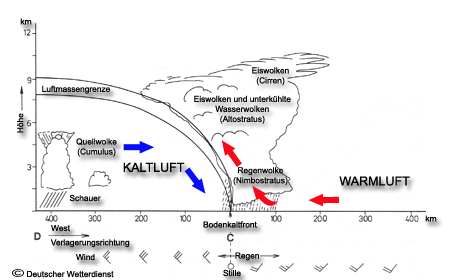 km
12
Eiswolken
(Cirren)
9
Luftmassengrenze
Eiswolken und unterkühlte
Wasserwolken
(Altostratus)
Höhe
6
Quellwolke
(Cumulus)
KALTLUFT
Regenwolke
(Nimbostratus)
WARMLUFT
3
Schauer
400 300 200 100 0 100 200 300 400 km
Bodenkaltfront
D West C
Verlagerungsrichtung
Wind Regen
Stille
© Deutscher Wetterdienst